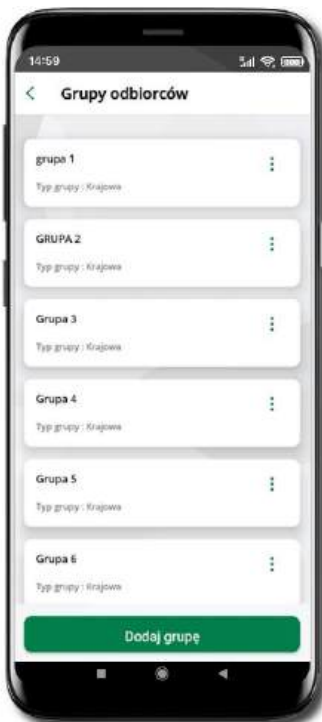 14:59
Grupy odbiorców
grupa 1
Typ grupy : Krajowa
GRUPA 2
Typ grupy : Krajowa
Grupa 3
Typ grupy : Krajowa
Grupa 4
Typ grupy : Krajowa
Grupa 5
Typ grupy : Krajowa
Grupa 6
Typ grupy : Krajowa
Dodaj grupę